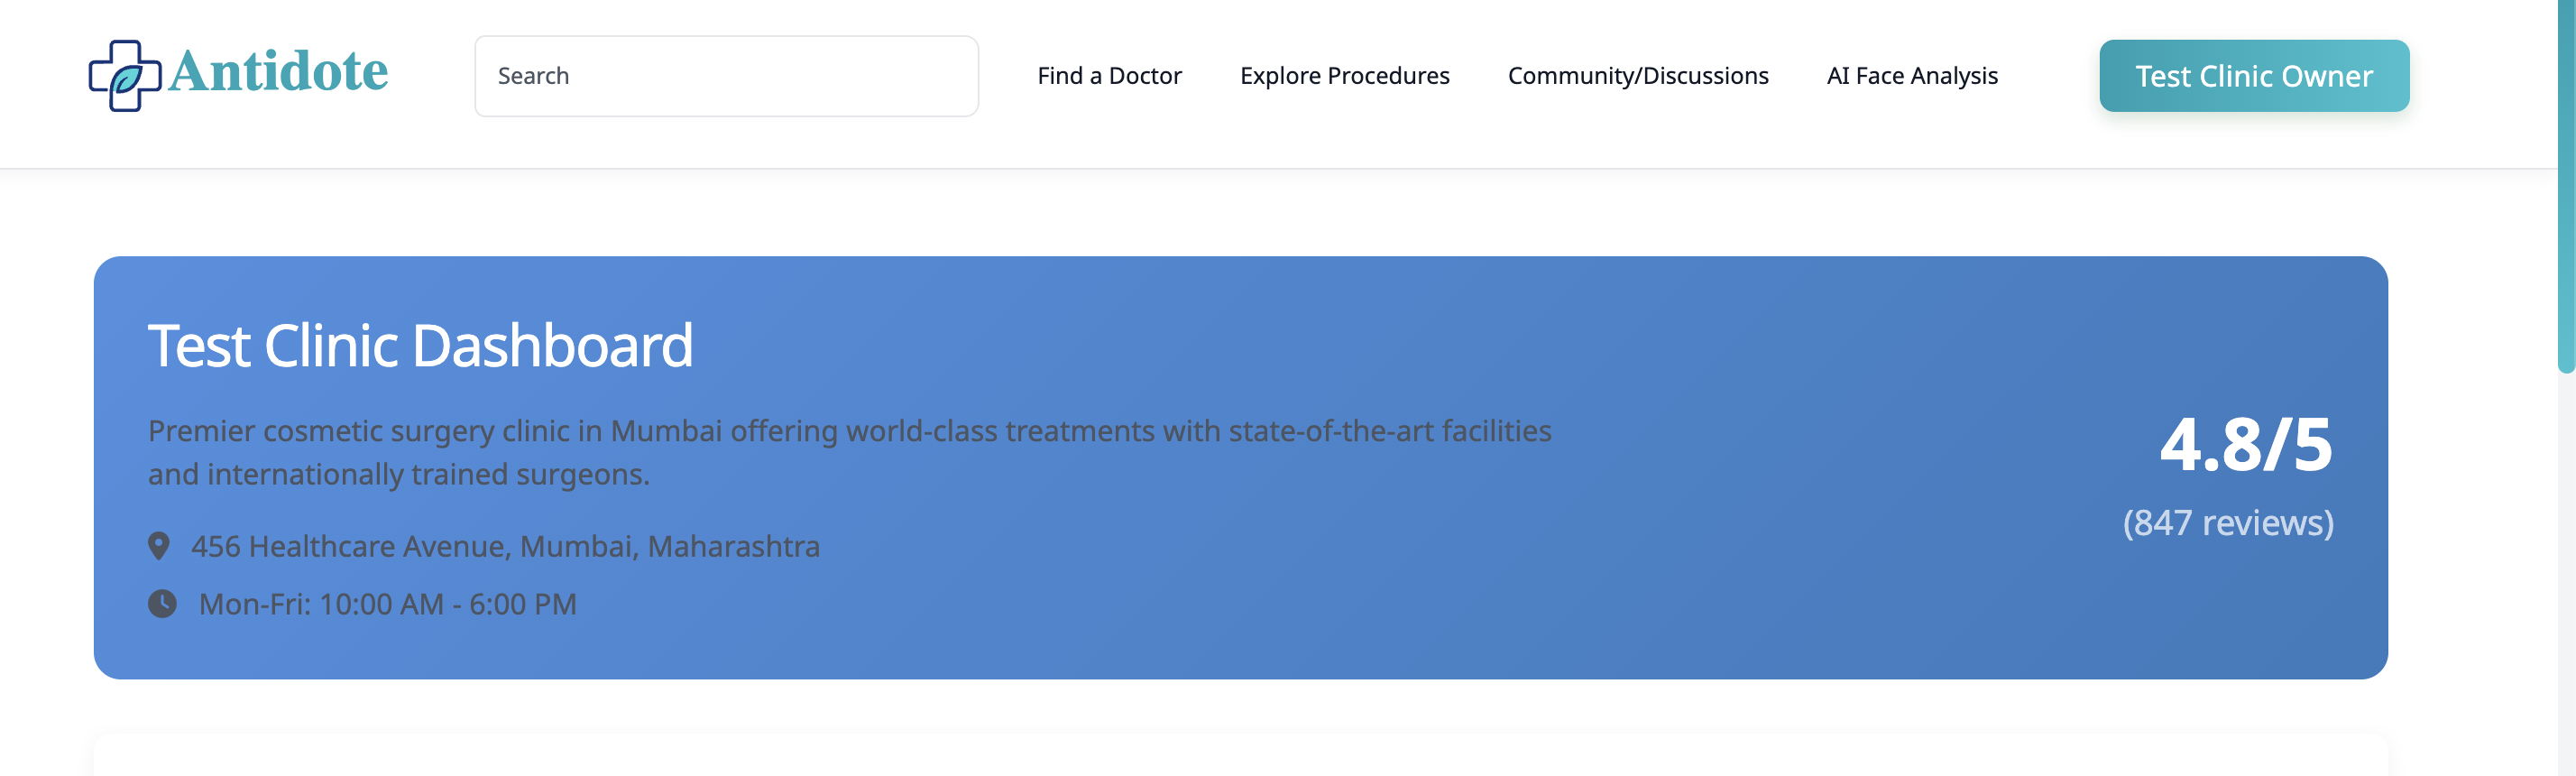 Antidote
Search
Find a Doctor
Explore Procedures
Community/Discussions
AI Face Analysis
Test Clinic Owner
Test Clinic Dashboard
Premier cosmetic surgery clinic in Mumbai offering world-class treatments with state-of-the-art facilities
and internationally trained surgeons.
456 Healthcare Avenue, Mumbai, Maharashtra
Mon-Fri: 10:00 AM - 6:00 PM
4.8/5
(847 reviews)